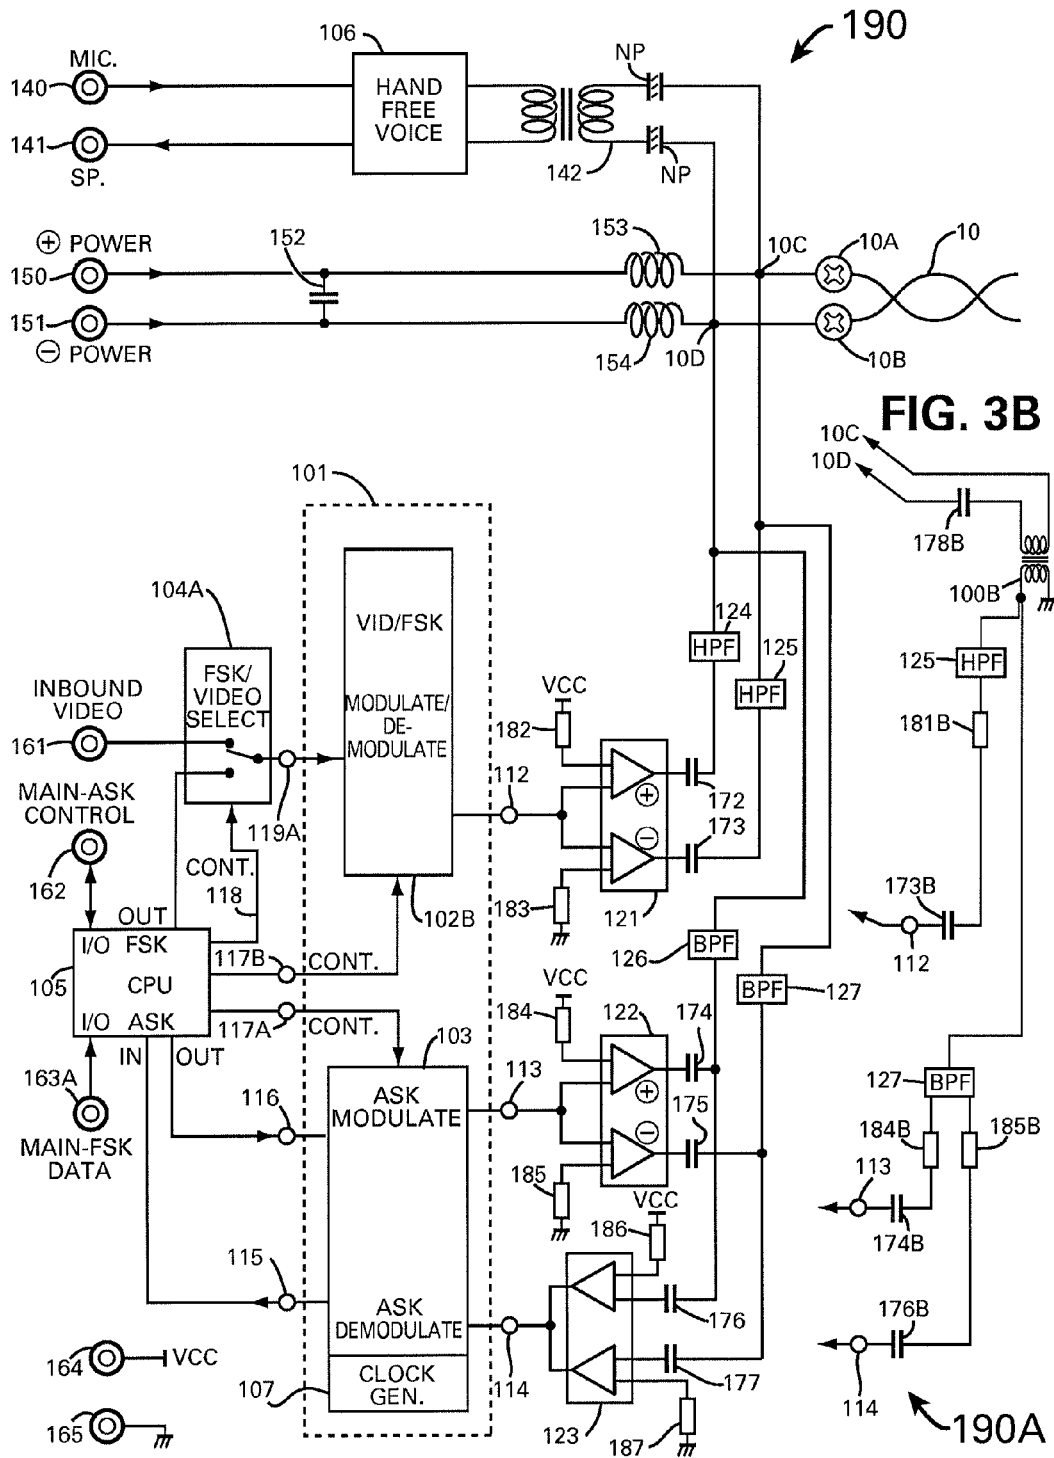 190
106
NP
MIC.
140
HAND
FREE
VOICE
141
SP.
142
NP
⊕ POWER
152
153
10C
10A
10
150
151
⊖ POWER
154
10D
10B
FIG. 3B
10C
10D
101
178B
104A
100B
VID/FSK
124
HPF
125
HPF
125
HPF
FSK/
VIDEO
SELECT
MODULATE/
DE-
MODULATE
INBOUND
VIDEO
VCC
182
181B
161
MAIN-ASK
CONTROL
112
172
173
119A
162
CONT.
118
183
121
173B
102B
OUT
I/O FSK
117B
CONT.
126
BPF
112
105
CPU
VCC
BPF
127
I/O ASK
117A
CONT.
184
122
174
IN
OUT
103
163A
ASK
MODULATE
113
175
127
BPF
116
184B
185B
MAIN-FSK
DATA
185
VCC
113
186
174B
115
ASK
DEMODULATE
176
176B
164
VCC
107
CLOCK
GEN.
114
177
114
165
123
187
190A
⊕
⊖
⊕
⊖